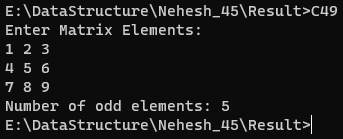 E:\DataStructure\Nehesh_45\Result>C49
Enter Matrix Elements:
1 2 3
4 5 6
7 8 9
Number of odd elements: 5
E:\DataStructure\Nehesh_45\Result>